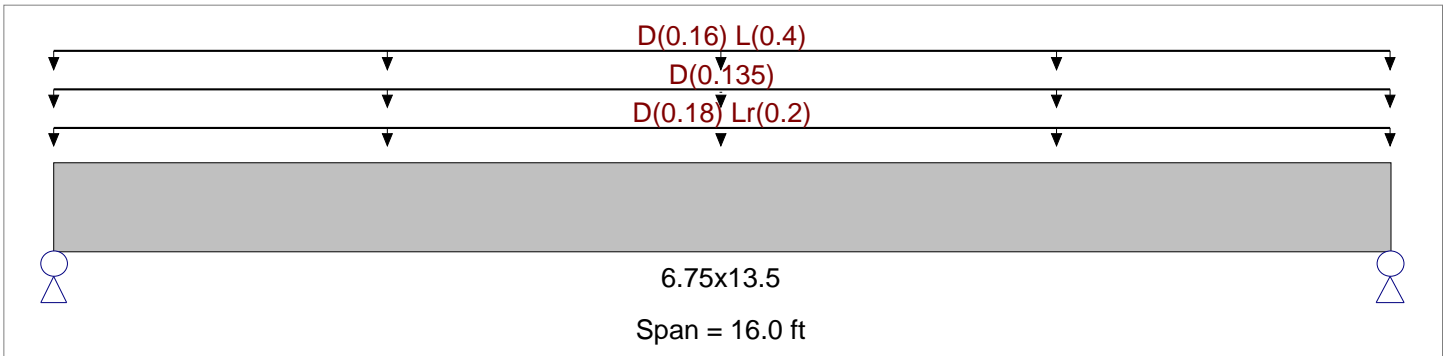 D(0.16) L(0.4)
D(0.135)
D(0.18) Lr(0.2)
6.75x13.5
Span = 16.0 ft